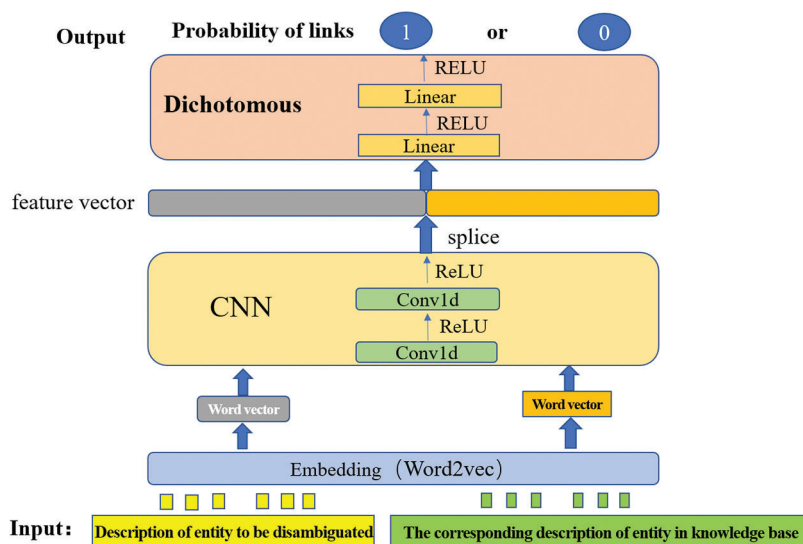 Output Probability of links 1 or 0
RELU
Dichotomous
Linear
RELU
Linear
feature vector
splice
ReLU
CNN
Conv1d
ReLU
Conv1d
Word vector
Word vector
Embedding（Word2vec）
Input： Description of entity to be disambiguated The corresponding description of entity in knowledge base